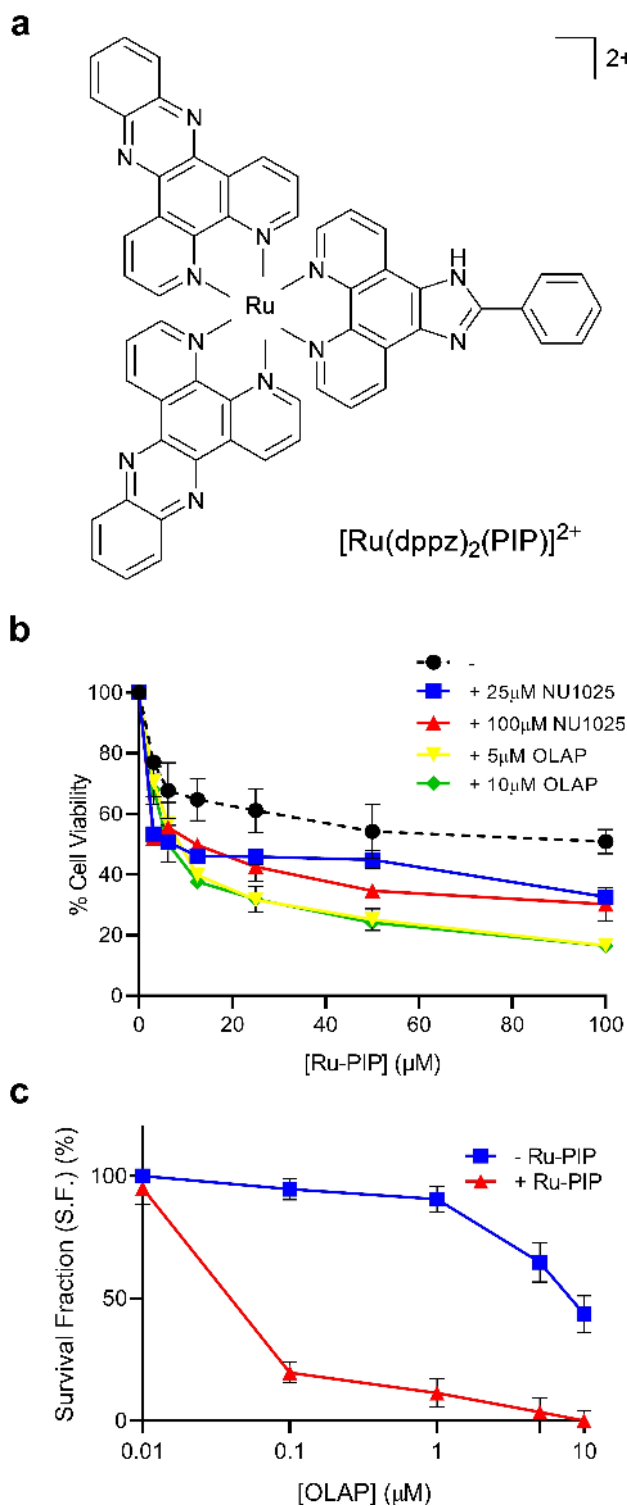 a
2+
N
N
N
N
N
H
N
Ru
N
N
N
N
N
N
[Ru(dppz)₂(PIP)]²⁺
b
-
+ 25μM NU1025
+ 100μM NU1025
+ 5μM OLAP
+ 10μM OLAP
100
80
60
40
20
0
% Cell Viability
0 20 40 60 80 100
[Ru-PIP] (μM)
c
- Ru-PIP
+ Ru-PIP
100
50
0
Survival Fraction (S.F.) (%)
0.01 0.1 1 10
[OLAP] (μM)